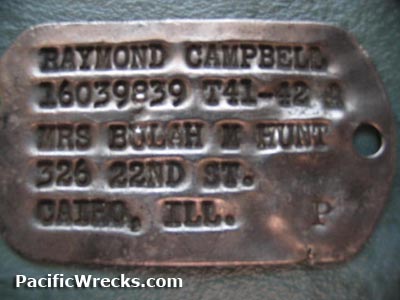 RAYMOND CAMPBELL
16039839 T41-42 A
MRS BULAH M HUNT
326 22ND ST.
CAIRO, ILL. P
PacificWrecks.com